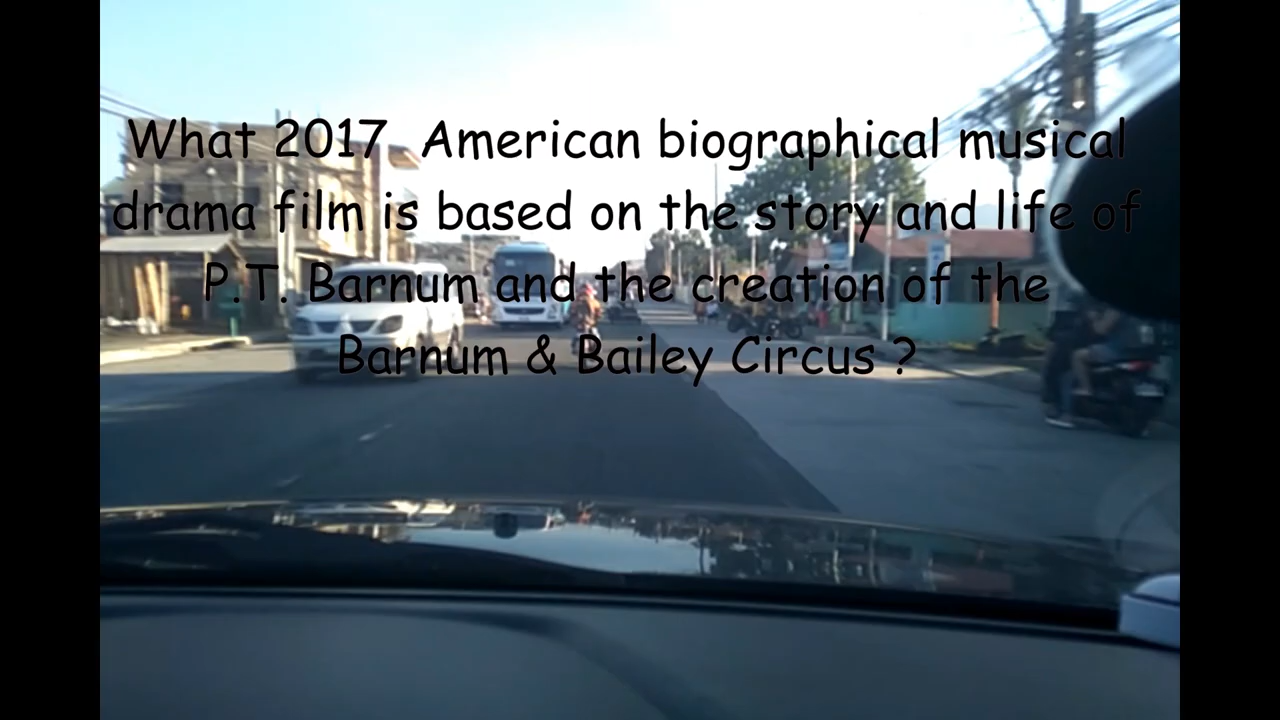 What 2017 American biographical musical
drama film is based on the story and life of
P.T. Barnum and the creation of the
Barnum & Bailey Circus ?